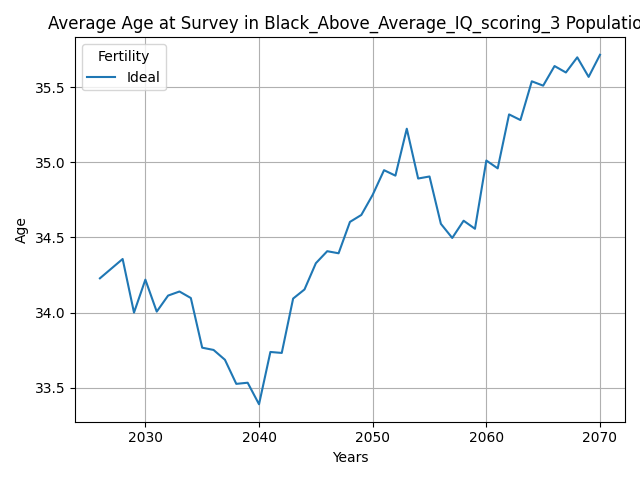 Average Age at Survey in Black_Above_Average_IQ_scoring_3 Populatio
Fertility
Ideal
35.5
35.0
34.5
34.0
33.5
Age
2030 2040 2050 2060 2070
Years